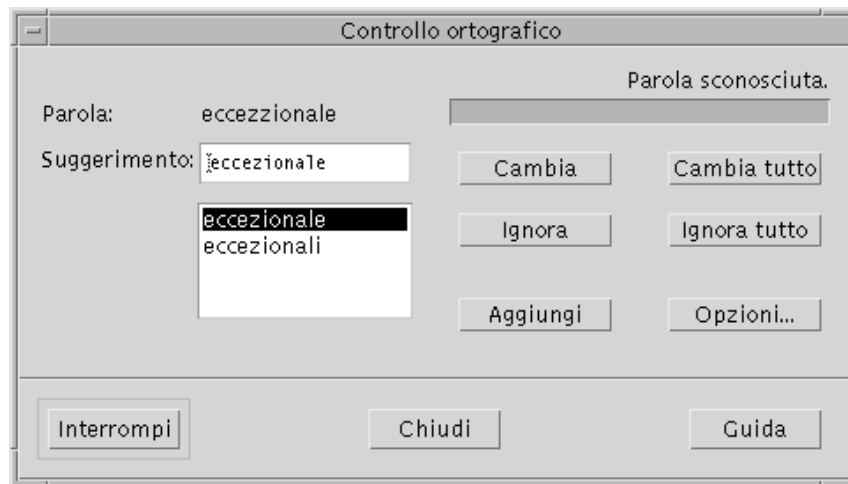 Controllo ortografico
Parola sconosciuta.
Parola: eccezzionale
Suggerimento: eccezionale
Cambia Cambia tutto
eccezionale
eccezionali
Ignora Ignora tutto
Aggiungi Opzioni...
Interrompi Chiudi Guida